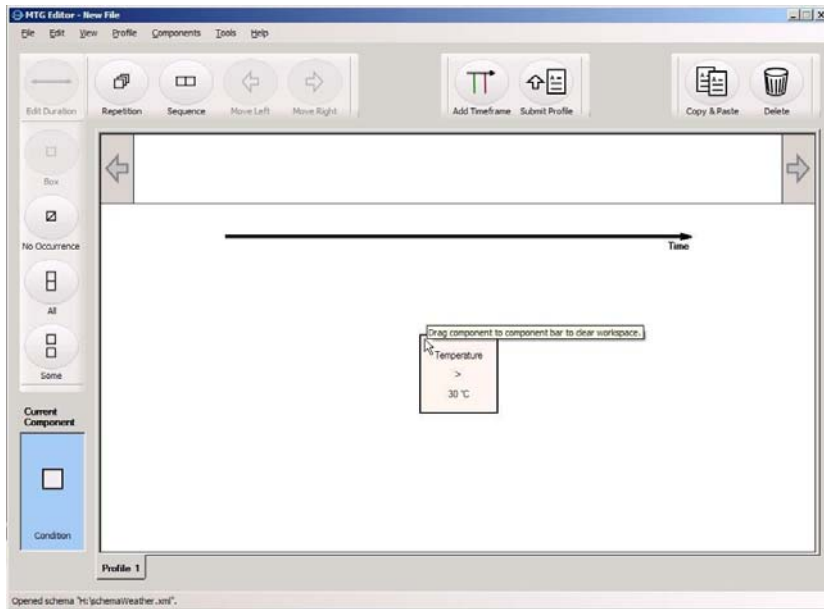 MTG Editor - New File
File Edit View Profile Components Tools Help
Edit Duration
Repetition
Sequence
Move Left
Move Right
Add Timeframe
Submit Profile
Copy & Paste
Delete
Box
No Occurrence
All
Some
Current
Component
Condition
Time
Drag component to component bar to clear workspace.
Temperature
>
30 °C
Profile 1
Opened schema "H:\schemaWeather.xml".